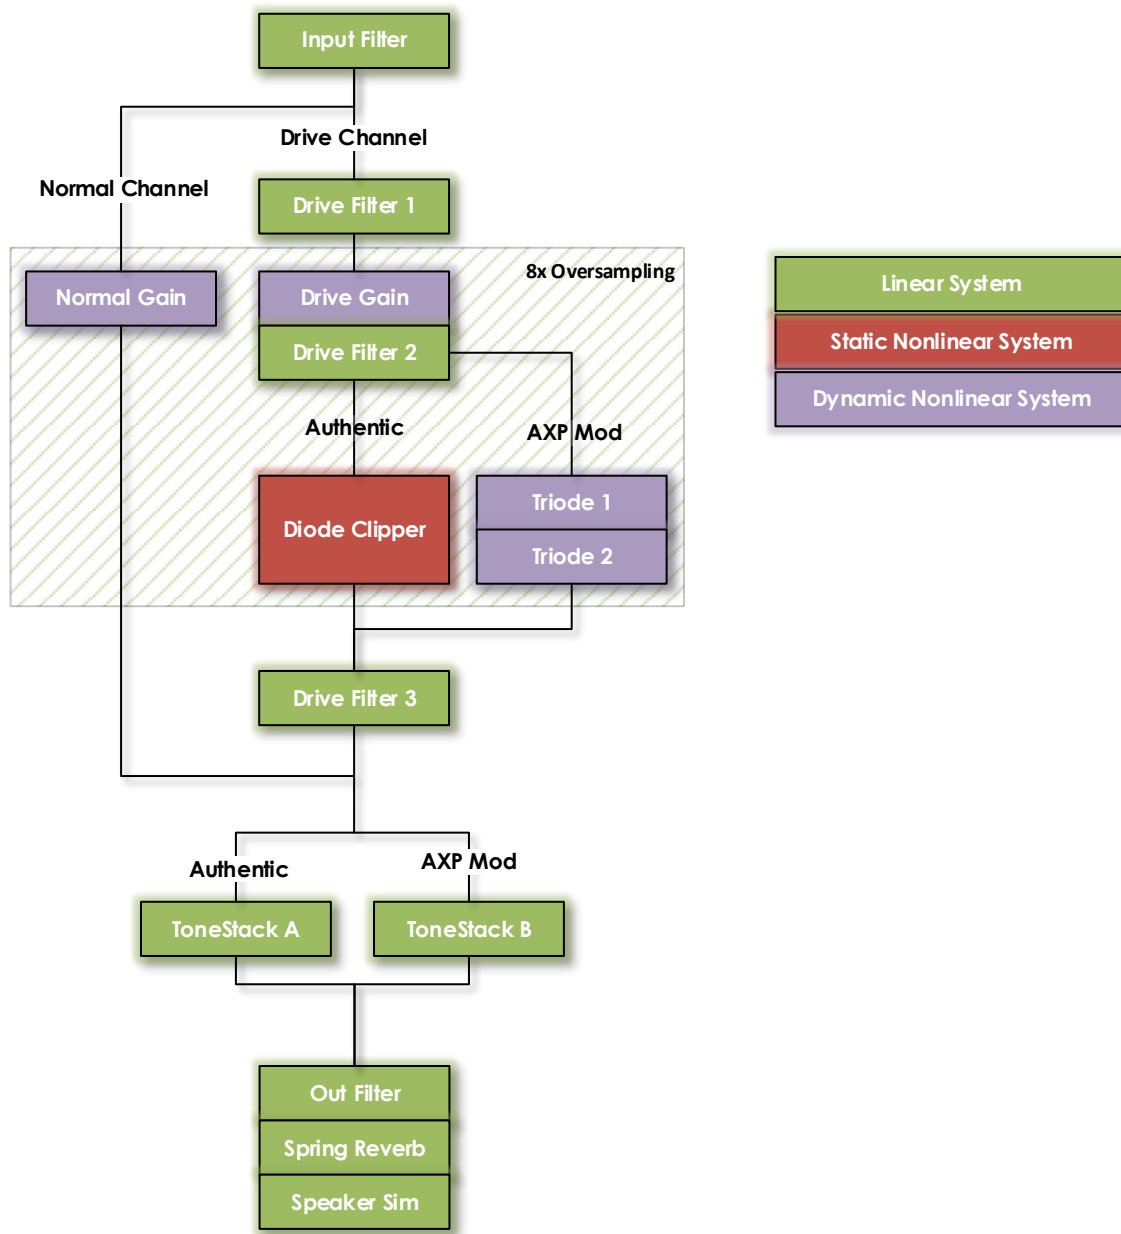 Input Filter
Drive Channel
Normal Channel
Drive Filter 1
8x Oversampling
Normal Gain
Drive Gain
Drive Filter 2
Authentic
AXP Mod
Diode Clipper
Triode 1
Triode 2
Drive Filter 3
Authentic
AXP Mod
ToneStack A
ToneStack B
Out Filter
Spring Reverb
Speaker Sim
Linear System
Static Nonlinear System
Dynamic Nonlinear System